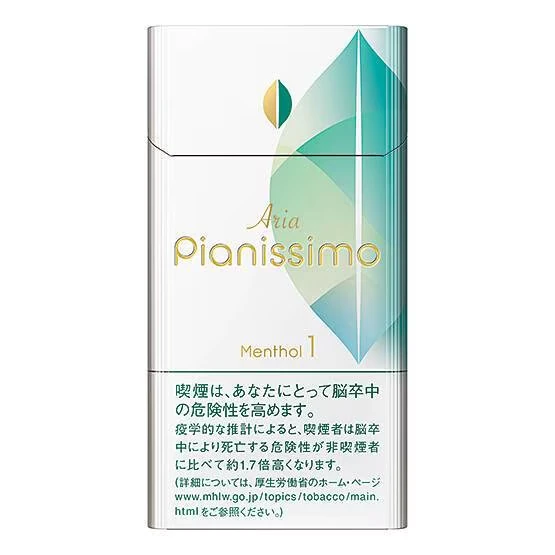 Aria
Pianissimo
Menthol 1
喫煙は、あなたにとって脳卒中
の危険性を高めます。
疫学的な推計によると、喫煙者は脳卒
中により死亡する危険性が非喫煙者
に比べて約1.7倍高くなります。
(詳細については、厚生労働省のホーム・ページ
www.mhlw.go.jp/topics/tobacco/main.
htmlをご参照ください。)